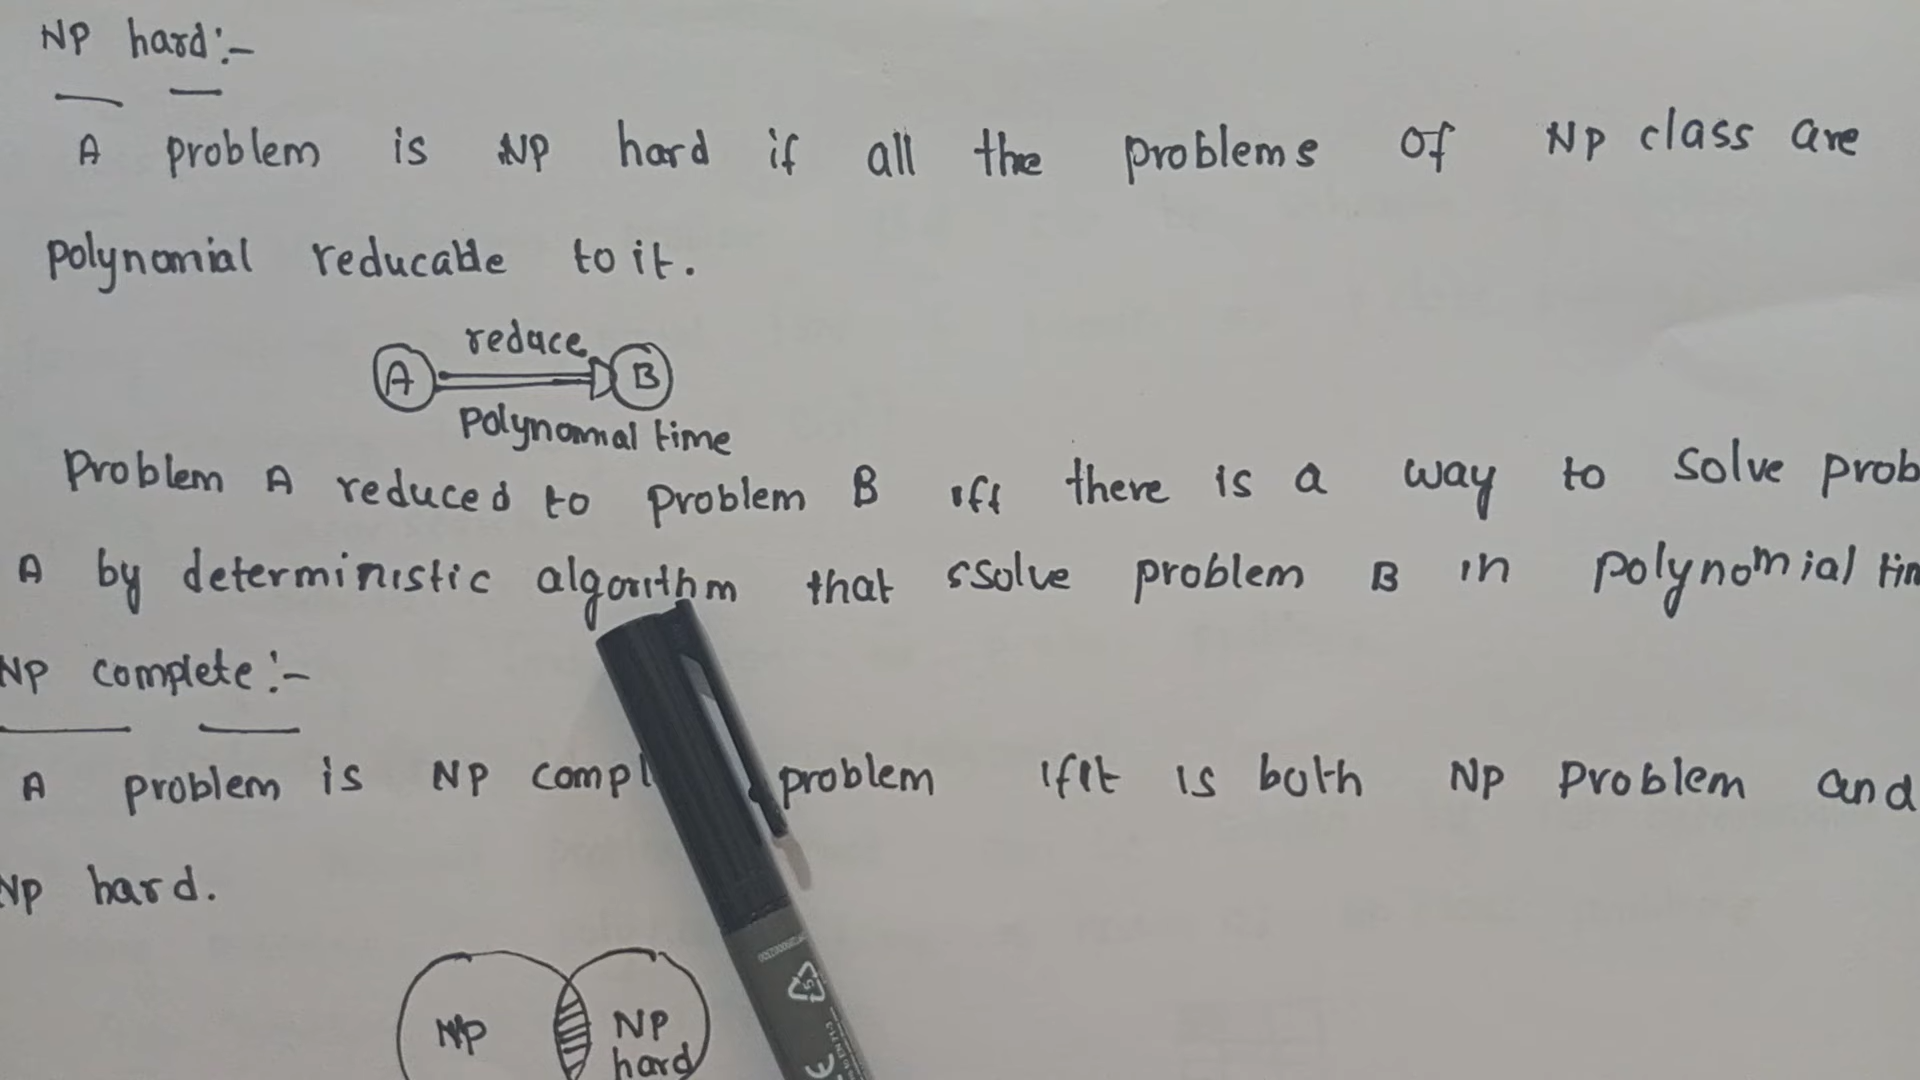 NP hard:-
A problem is NP hard if all the problems of NP class are
polynomial reducable to it.
reduce
A B
Polynomial time
Problem A reduced to problem B iff there is a way to solve prob
A by deterministic algorithm that ssolve problem B in polynomial tim
NP complete:-
A problem is NP compl problem if it is both NP problem and
NP hard.
NP NP
hard